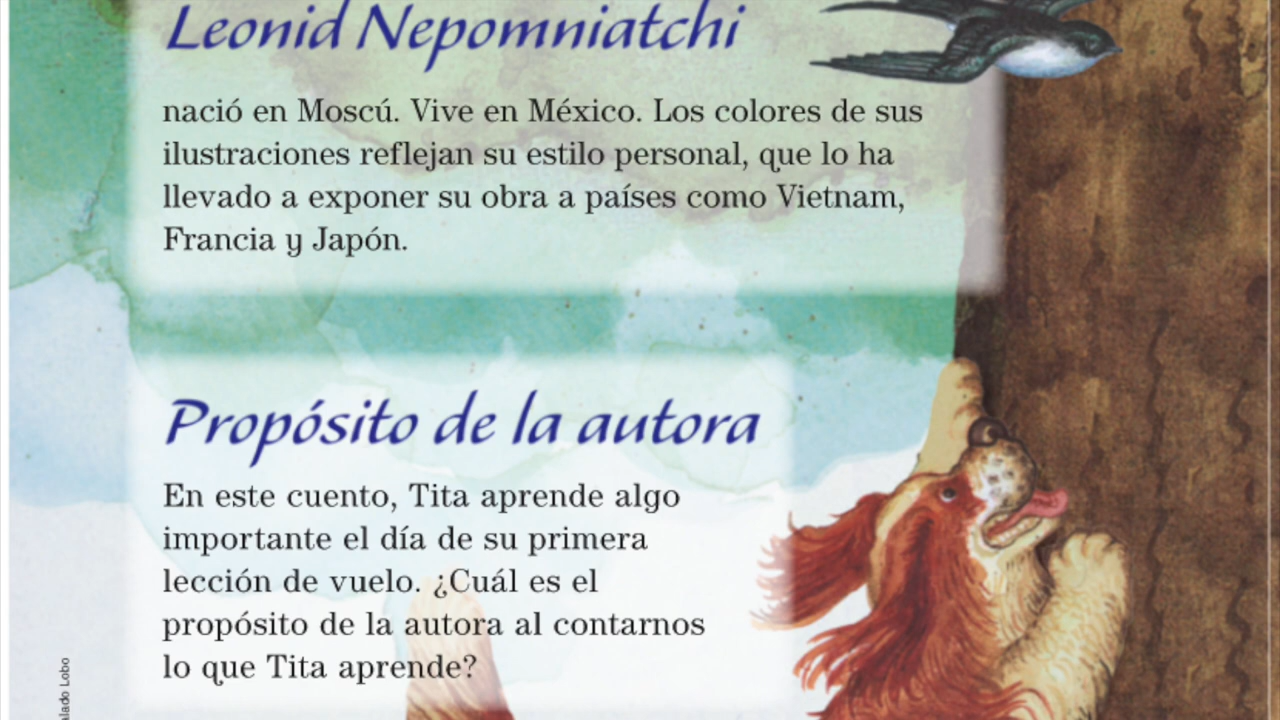 Leonid Nepomniatchi
nació en Moscú. Vive en México. Los colores de sus
ilustraciones reflejan su estilo personal, que lo ha
llevado a exponer su obra a países como Vietnam,
Francia y Japón.
Propósito de la autora
En este cuento, Tita aprende algo
importante el día de su primera
lección de vuelo. ¿Cuál es el
propósito de la autora al contarnos
lo que Tita aprende?
Lobo